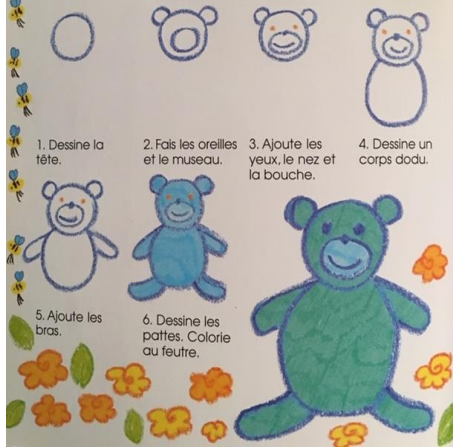 1. Dessine la
tête.
2. Fais les oreilles
et le museau.
3. Ajoute les
yeux, le nez et
la bouche.
4. Dessine un
corps dodu.
5. Ajoute les
bras.
6. Dessine les
pattes. Colorie
au feutre.